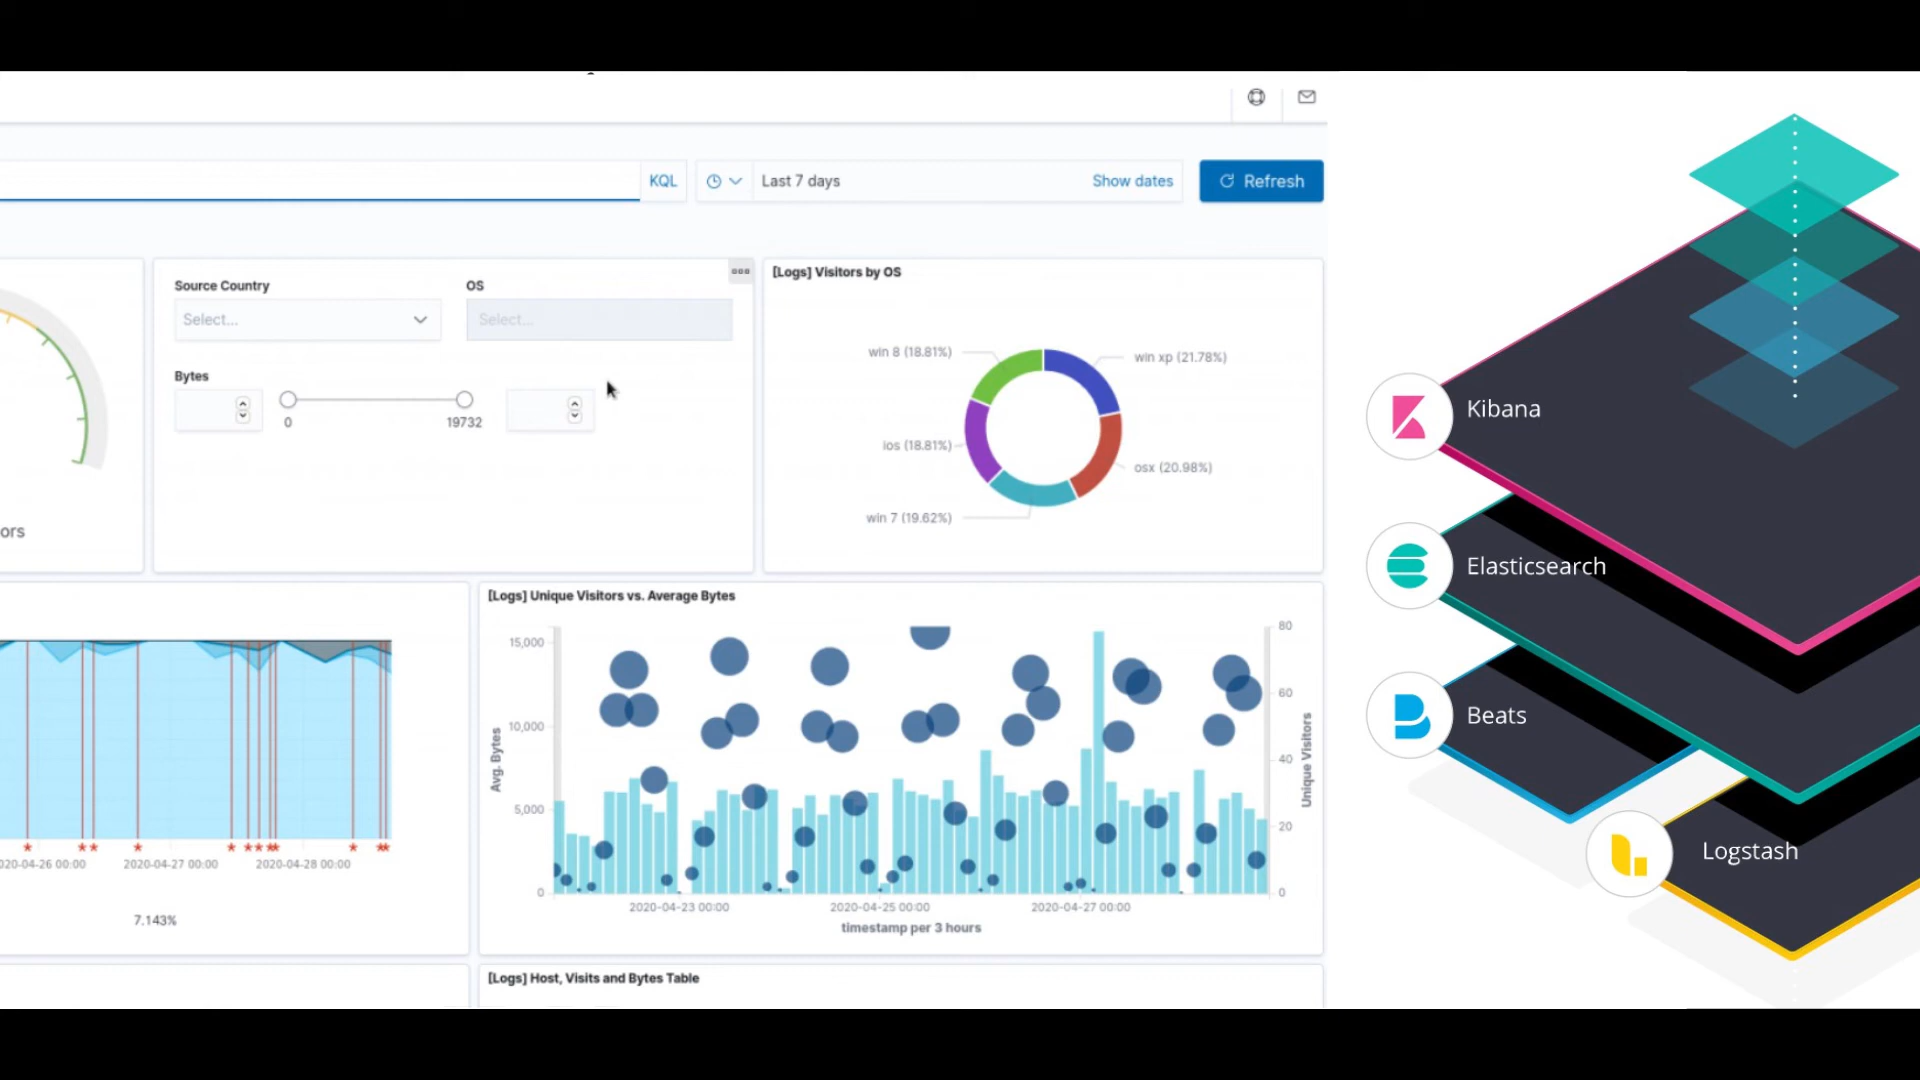 KQL
Last 7 days
Show dates
Refresh
Source Country
OS
Select...
Select...
Bytes
0
19732
ors
[Logs] Visitors by OS
win 8 (18.81%)
win xp (21.78%)
ios (18.81%)
osx (20.98%)
win 7 (19.62%)
020-04-26 00:00
2020-04-27 00:00
2020-04-28 00:00
7.143%
[Logs] Unique Visitors vs. Average Bytes
15,000
10,000
5,000
0
Avg. Bytes
80
60
40
20
0
Unique Visitors
2020-04-23 00:00
2020-04-25 00:00
2020-04-27 00:00
timestamp per 3 hours
[Logs] Host, Visits and Bytes Table
Kibana
Elasticsearch
Beats
Logstash